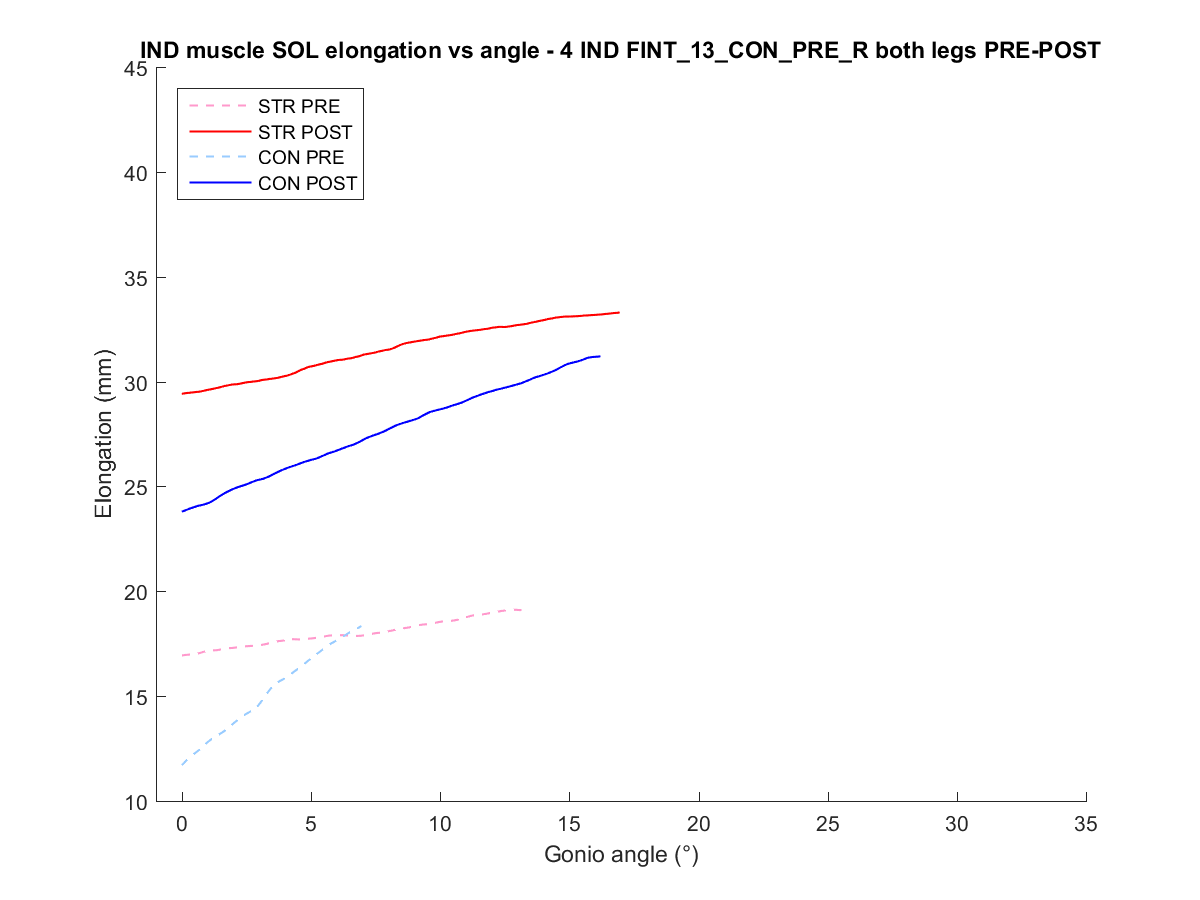 IND muscle SOL elongation vs angle - 4 IND FINT_13_CON_PRE_R both legs PRE-POST
45
40
35
30
25
20
15
10
STR PRE
STR POST
CON PRE
CON POST
Elongation (mm)
0 5 10 15 20 25 30 35
Gonio angle (°)